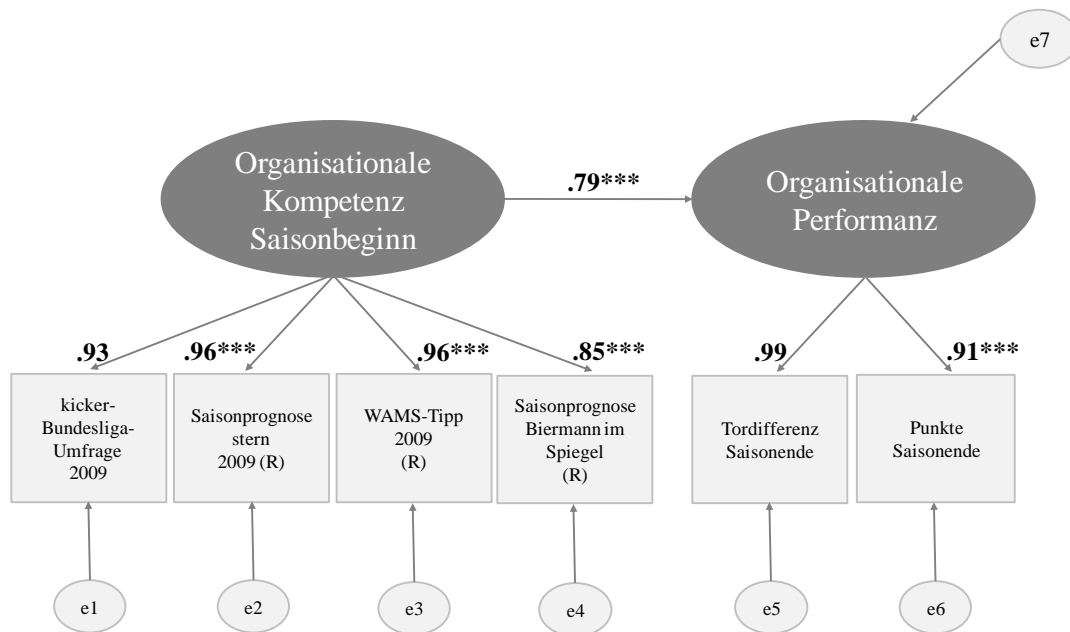 e7
Organisationale
Kompetenz
Saisonbeginn
.79***
Organisationale
Performanz
.93
.96***
.96***
.85***
.99
.91***
kicker-
Bundesliga-
Umfrage
2009
Saisonprognose
stern
2009 (R)
WAMS-Tipp
2009
(R)
Saisonprognose
Biermann im
Spiegel
(R)
Tordifferenz
Saisonende
Punkte
Saisonende
e1
e2
e3
e4
e5
e6